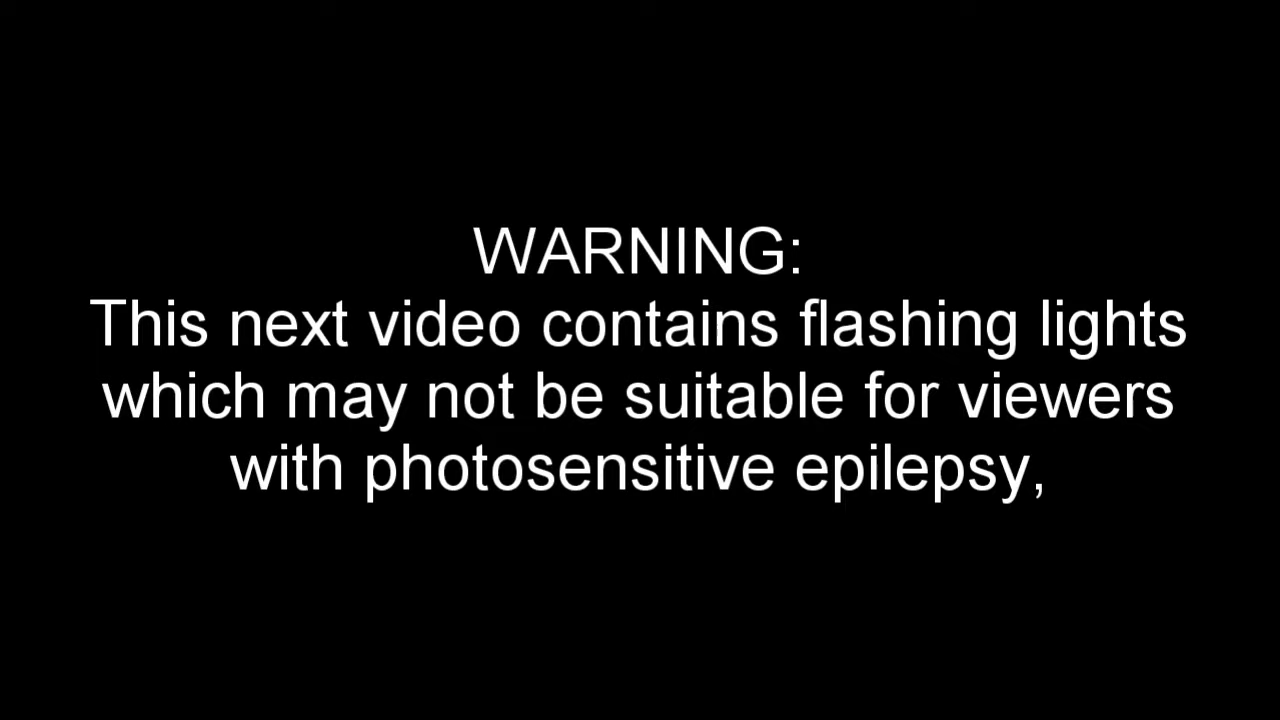 WARNING:
This next video contains flashing lights
which may not be suitable for viewers
with photosensitive epilepsy,